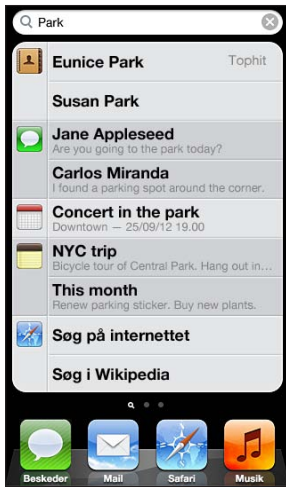 Park
Eunice Park Tophit
Susan Park
Jane Appleseed
Are you going to the park today?
Carlos Miranda
I found a parking spot around the corner.
Concert in the park
Downtown — 25/09/12 19.00
NYC trip
Bicycle tour of Central Park. Hang out in...
This month
Renew parking sticker. Buy new plants.
Søg på internettet
Søg i Wikipedia
Beskeder Mail Safari Musik